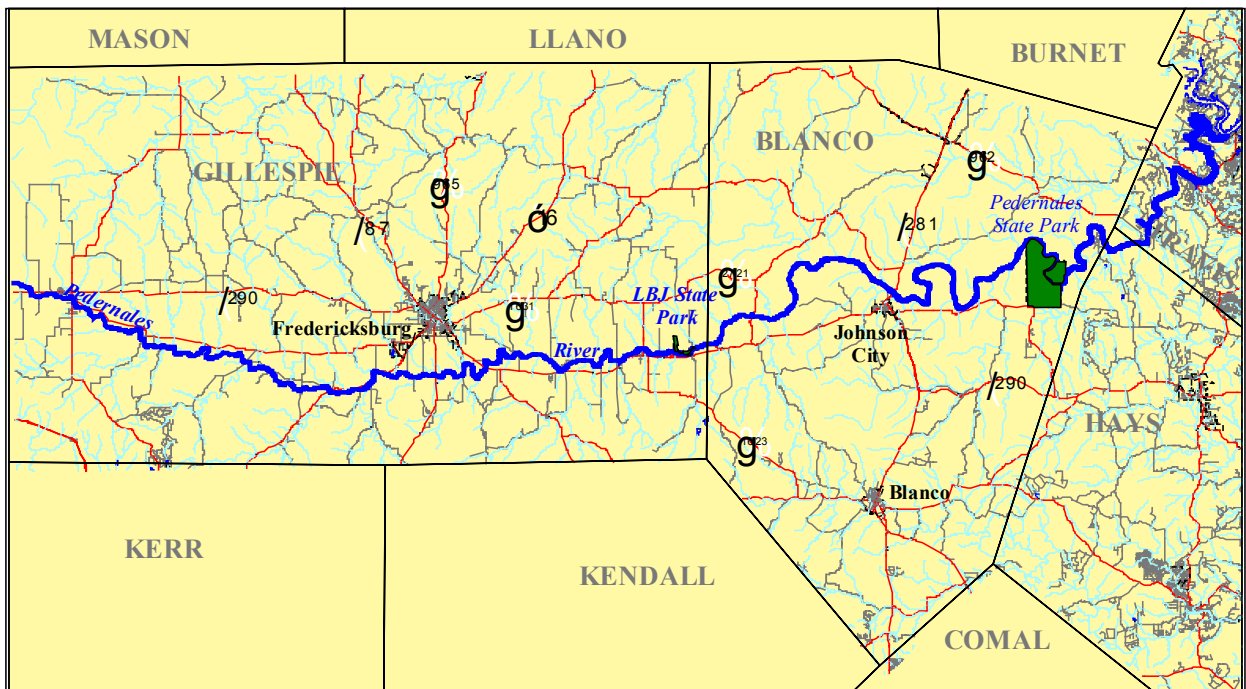 MASON
LLANO
BURNET
BLANCO
GILLESPIE
Pedernales
State Park
87
16
281
LBJ State
Park
Pedernales
290
Fredericksburg
River
Johnson
City
290
HAYS
Blanco
KERR
KENDALL
COMAL